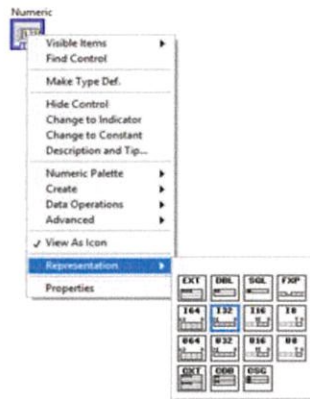 Numeric
Visible Items
Find Control
Make Type Def.
Hide Control
Change to Indicator
Change to Constant
Description and Tip...
Numeric Palette
Create
Data Operations
Advanced
View As Icon
Representation
Properties
EXT DBL SGL FXP
I64 I32 I16 I8
U64 U32 U16 U8
CXT CDB CSG